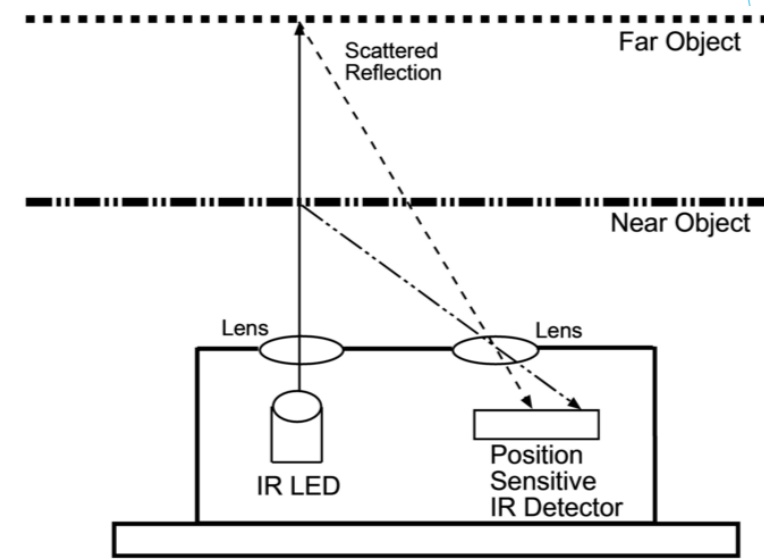 Far Object
Scattered
Reflection
Near Object
Lens
Lens
IR LED
Position
Sensitive
IR Detector